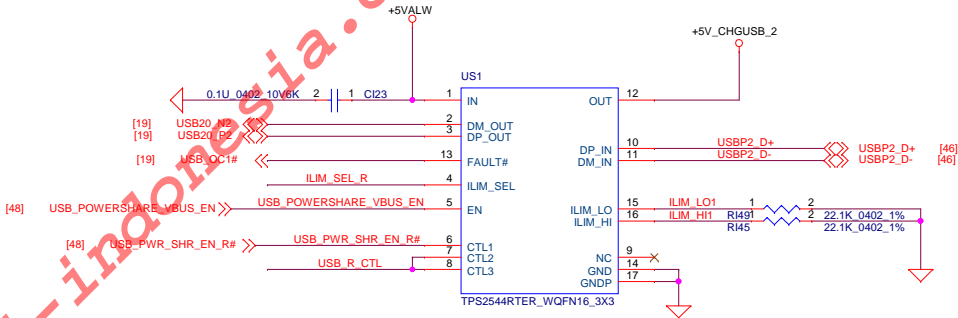 +5VALW
+5V_CHGUSB_2
US1
0.1U_0402_10V6K 2 1 CI23
1 IN
OUT 12
[19] USB20_N2 2 DM_OUT
[19] USB20_P2 3 DP_OUT
DP_IN 10 USBP2_D+ USBP2_D+ [46]
DM_IN 11 USBP2_D- USBP2_D- [46]
[19] USB_OC1# 13 FAULT#
ILIM_SEL_R 4 ILIM_SEL
[48] USB_POWERSHARE_VBUS_EN USB_POWERSHARE_VBUS_EN 5 EN
ILIM_LO 15 ILIM_LO1 RI49 1 2 22.1K_0402_1%
ILIM_HI 16 ILIM_HI1 RI45 1 2 22.1K_0402_1%
[48] USB_PWR_SHR_EN_R# USB_PWR_SHR_EN_R# 6 CTL1
7 CTL2
USB_R_CTL 8 CTL3
NC 9
GND 14
GNDP 17
TPS2544RTER_WQFN16_3X3
-indonesia.